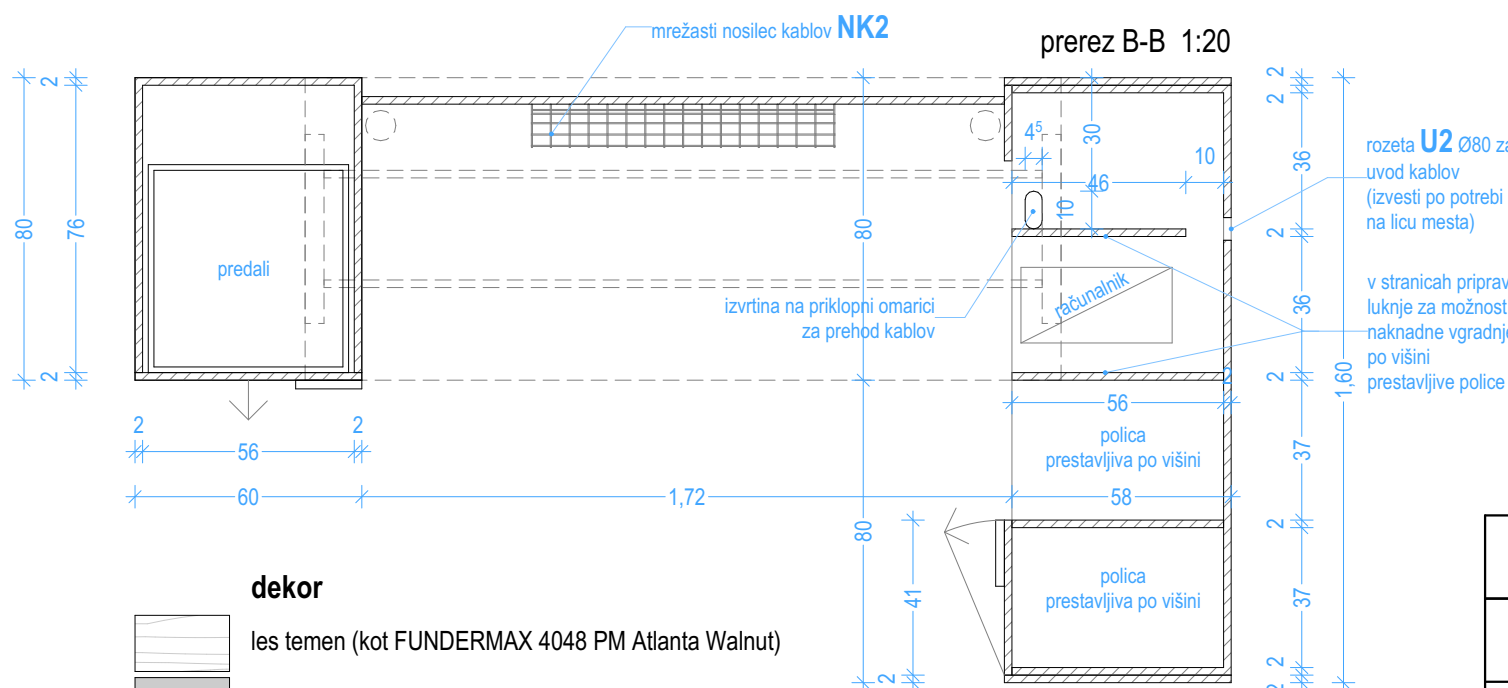 mrežasti nosilec kablov NK2
prerez B-B 1:20
2
2
2
4⁵
30
10
36
46
10
80
76
80
2
36
2
2
2
1,60
rozeta U2 Ø80 za
uvod kablov
(izvesti po potrebi
na licu mesta)
predali
izvrtina na priklopni omarici
za prehod kablov
računalnik
v stranicah
luknje za možnost
po višini
prestavljive police
2
2
56
60
1,72
56
58
polica
prestavljiva po višini
37
2
80
41
polica
prestavljiva po višini
37
2
2
2
dekor
les temen (kot FUNDERMAX 4048 PM Atlanta Walnut)